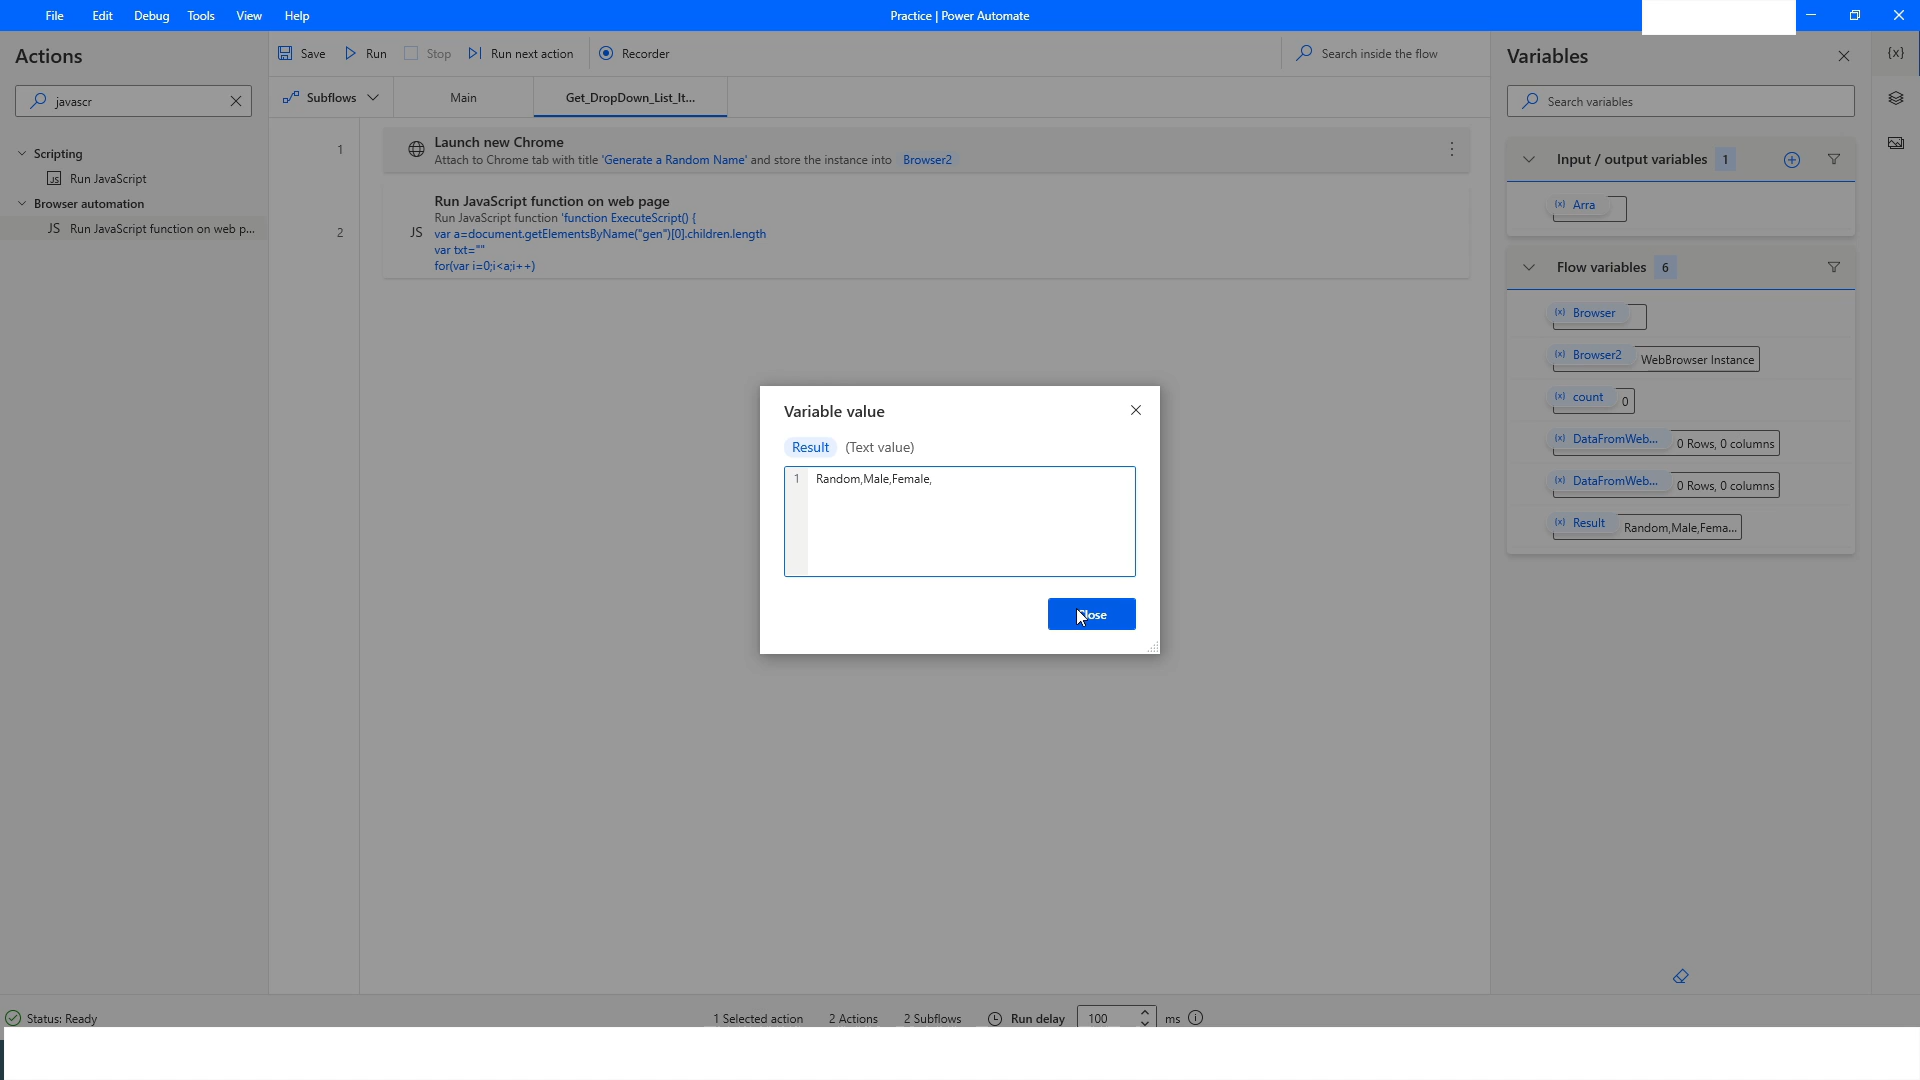 File Edit Debug Tools View Help
Practice | Power Automate
Actions
javascr
Scripting
Run JavaScript
Browser automation
JS Run JavaScript function on web p...
Save Run Stop Run next action Recorder
Search inside the flow
Subflows Main Get_DropDown_List_It...
1
Launch new Chrome
Attach to Chrome tab with title 'Generate a Random Name' and store the instance into Browser2
2
JS
Run JavaScript function on web page
Run JavaScript function 'function ExecuteScript() {
var a=document.getElementsByName("gen")[0].children.length
var txt=""
for(var i=0;i<a;i++)
Variable value
Result (Text value)
1 Random,Male,Female,
Close
Variables
{x}
Search variables
Input / output variables 1
(x) Arra
Flow variables 6
(x) Browser
(x) Browser2 WebBrowser Instance
(x) count 0
(x) DataFromWeb... 0 Rows, 0 columns
(x) DataFromWeb... 0 Rows, 0 columns
(x) Result Random,Male,Fema...
Status: Ready
1 Selected action 2 Actions 2 Subflows Run delay 100 ms